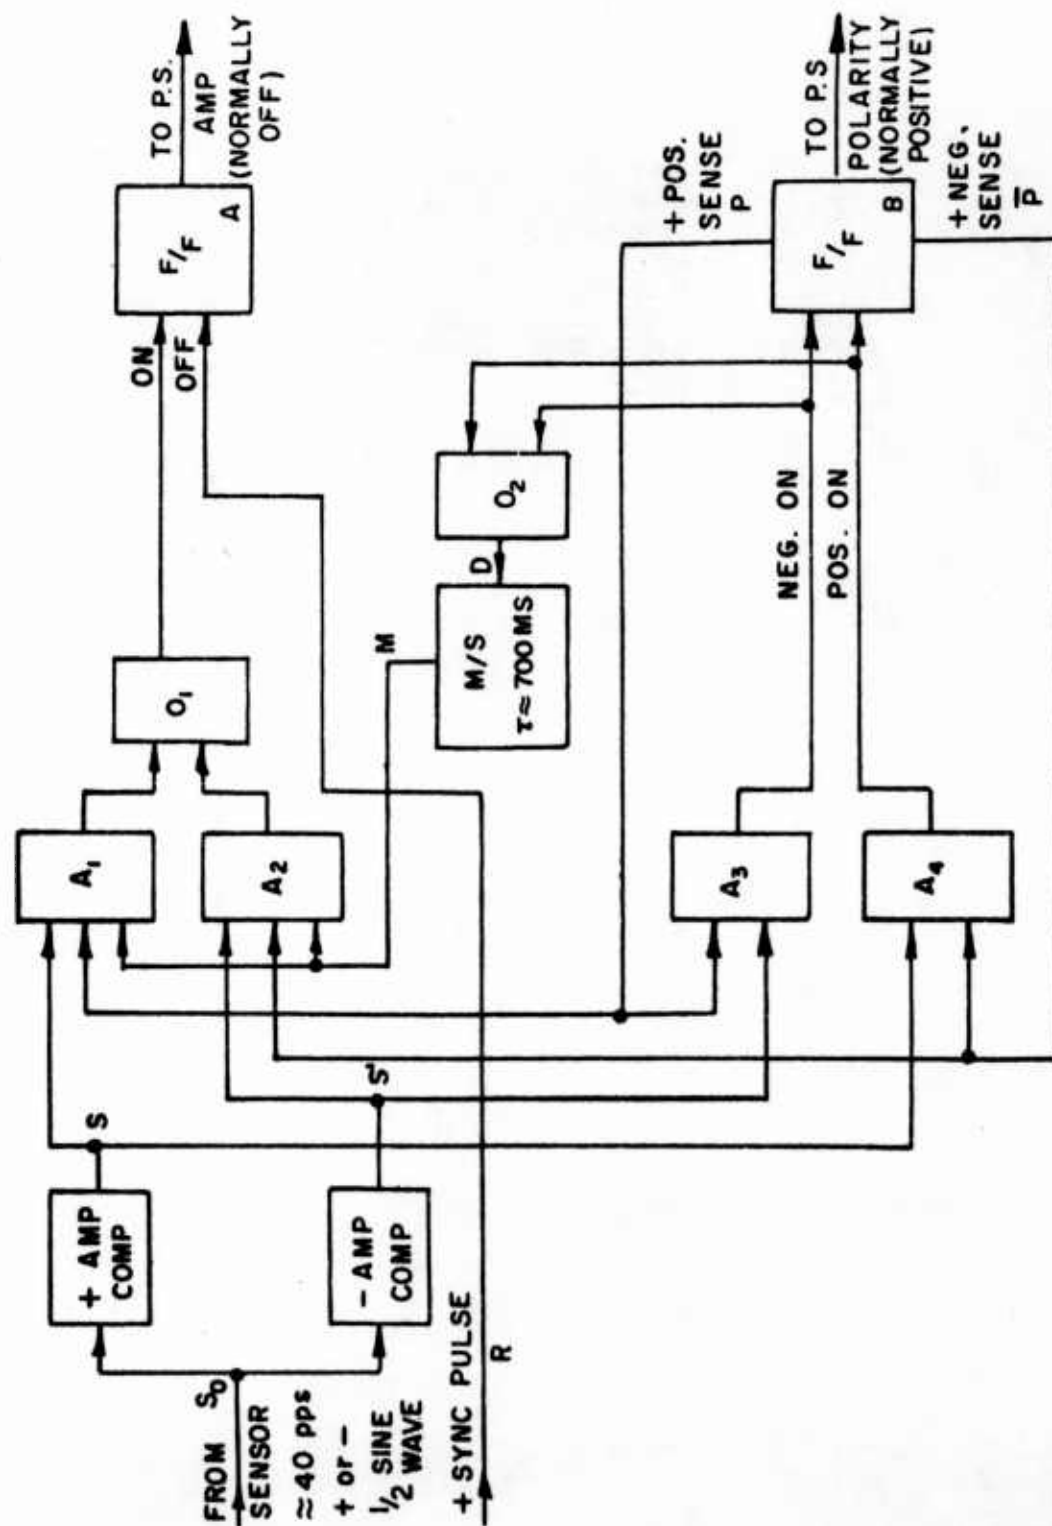 FROM S₀
SENSOR
≈40 pps
+ or –
1/2 SINE
WAVE
+ SYNC PULSE
R
+ AMP
COMP
– AMP
COMP
S
S̄
A₁
A₂
A₃
A₄
O₁
M
M/S
τ≈700MS
D
O₂
ON
OFF
F/F
A
TO P.S.
AMP
(NORMALLY
OFF)
NEG. ON
POS. ON
+ POS.
SENSE
P
F/F
B
TO P.S
POLARITY
(NORMALLY
POSITIVE)
+ NEG.
SENSE
P̄